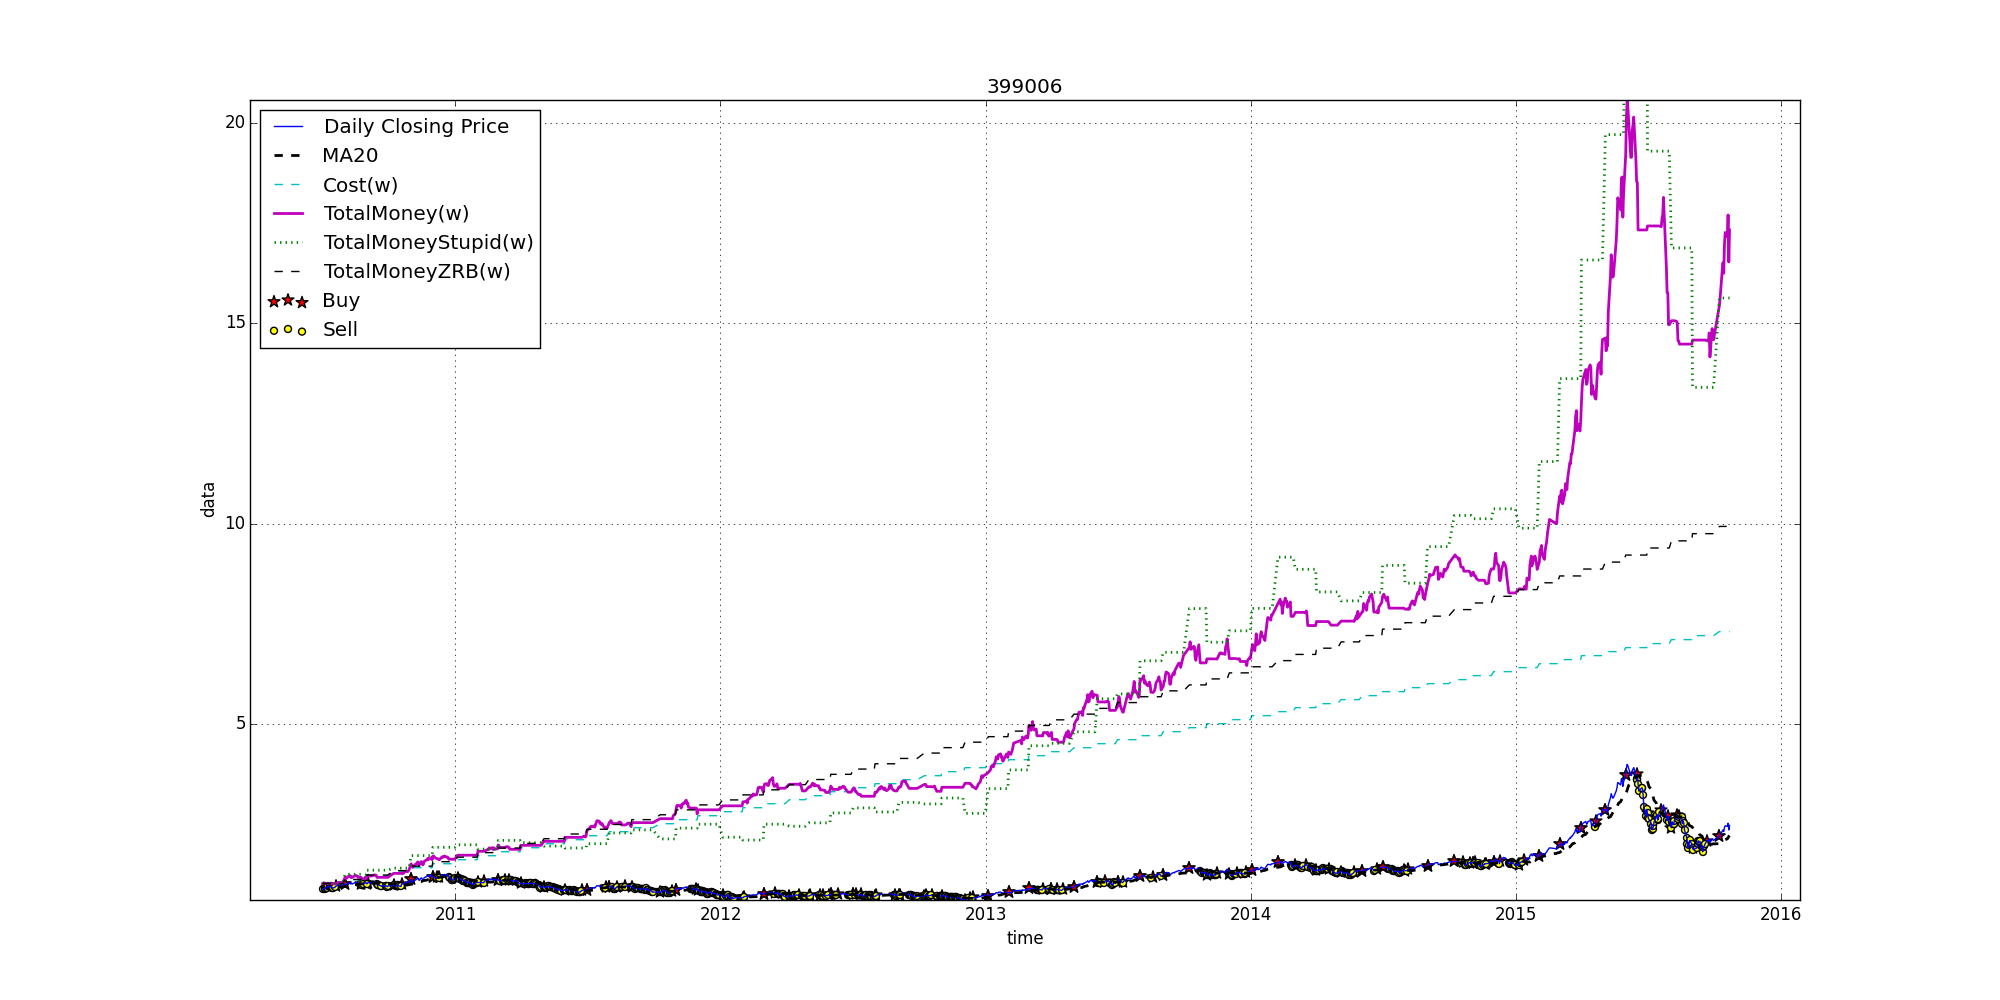 399006
Daily Closing Price
MA20
Cost(w)
TotalMoney(w)
TotalMoneyStupid(w)
TotalMoneyZRB(w)
Buy
Sell
20
15
10
5
data
2011 2012 2013 2014 2015 2016
time